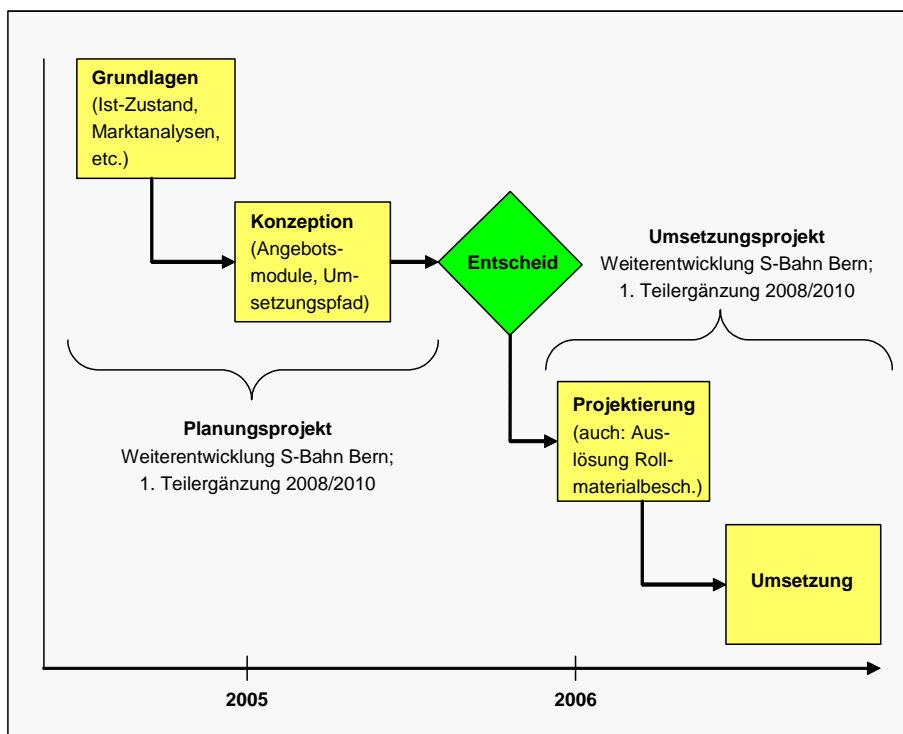 Grundlagen
(Ist-Zustand,
Marktanalysen,
etc.)
Konzeption
(Angebots-
module, Um-
setzungspfad)
Entscheid
Umsetzungsprojekt
Weiterentwicklung S-Bahn Bern;
1. Teilergänzung 2008/2010
Planungsprojekt
Weiterentwicklung S-Bahn Bern;
1. Teilergänzung 2008/2010
Projektierung
(auch: Aus-
lösung Roll-
materialbesch.)
Umsetzung
2005
2006